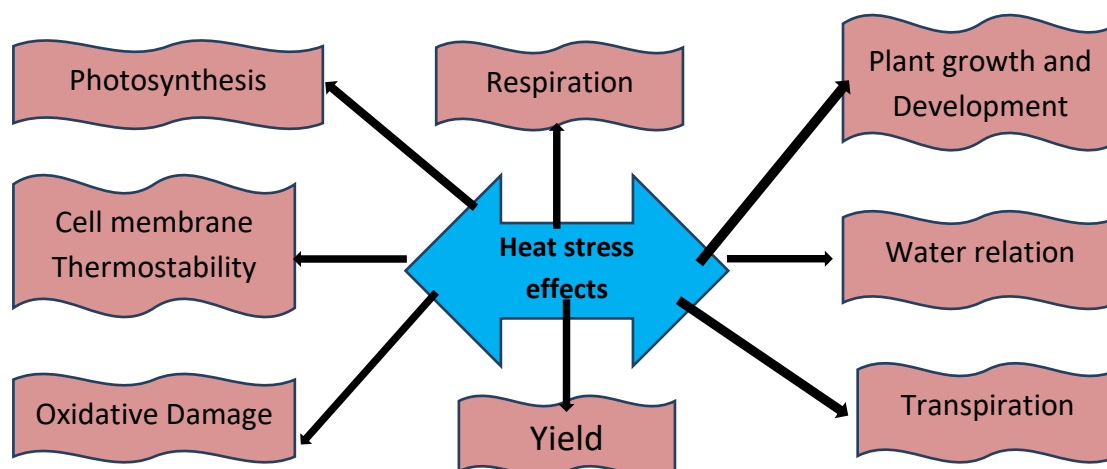 Photosynthesis
Respiration
Plant growth and
Development
Cell membrane
Thermostability
Heat stress
effects
Water relation
Oxidative Damage
Yield
Transpiration